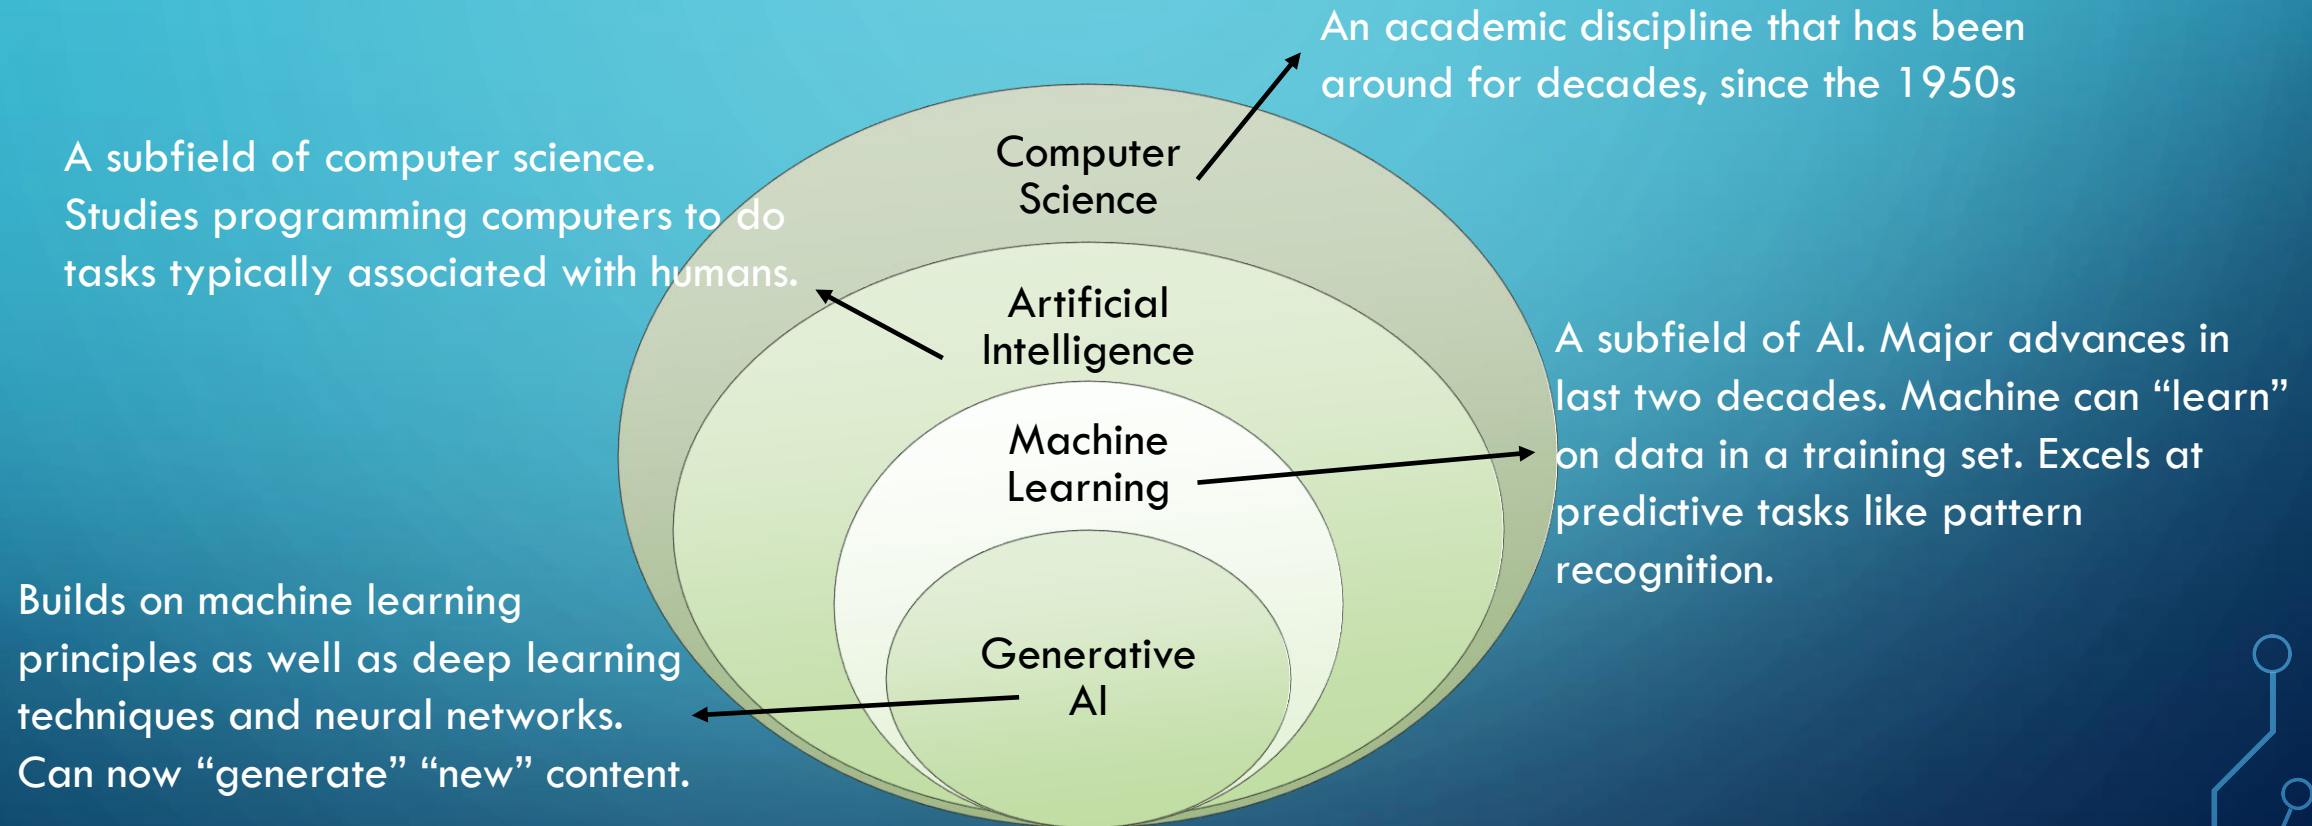 An academic discipline that has been
around for decades, since the 1950s
Computer
Science
A subfield of computer science.
Studies programming computers to do
tasks typically associated with humans.
Artificial
Intelligence
A subfield of AI. Major advances in
last two decades. Machine can “learn”
on data in a training set. Excels at
predictive tasks like pattern
recognition.
Machine
Learning
Builds on machine learning
principles as well as deep learning
techniques and neural networks.
Can now “generate” “new” content.
Generative
AI